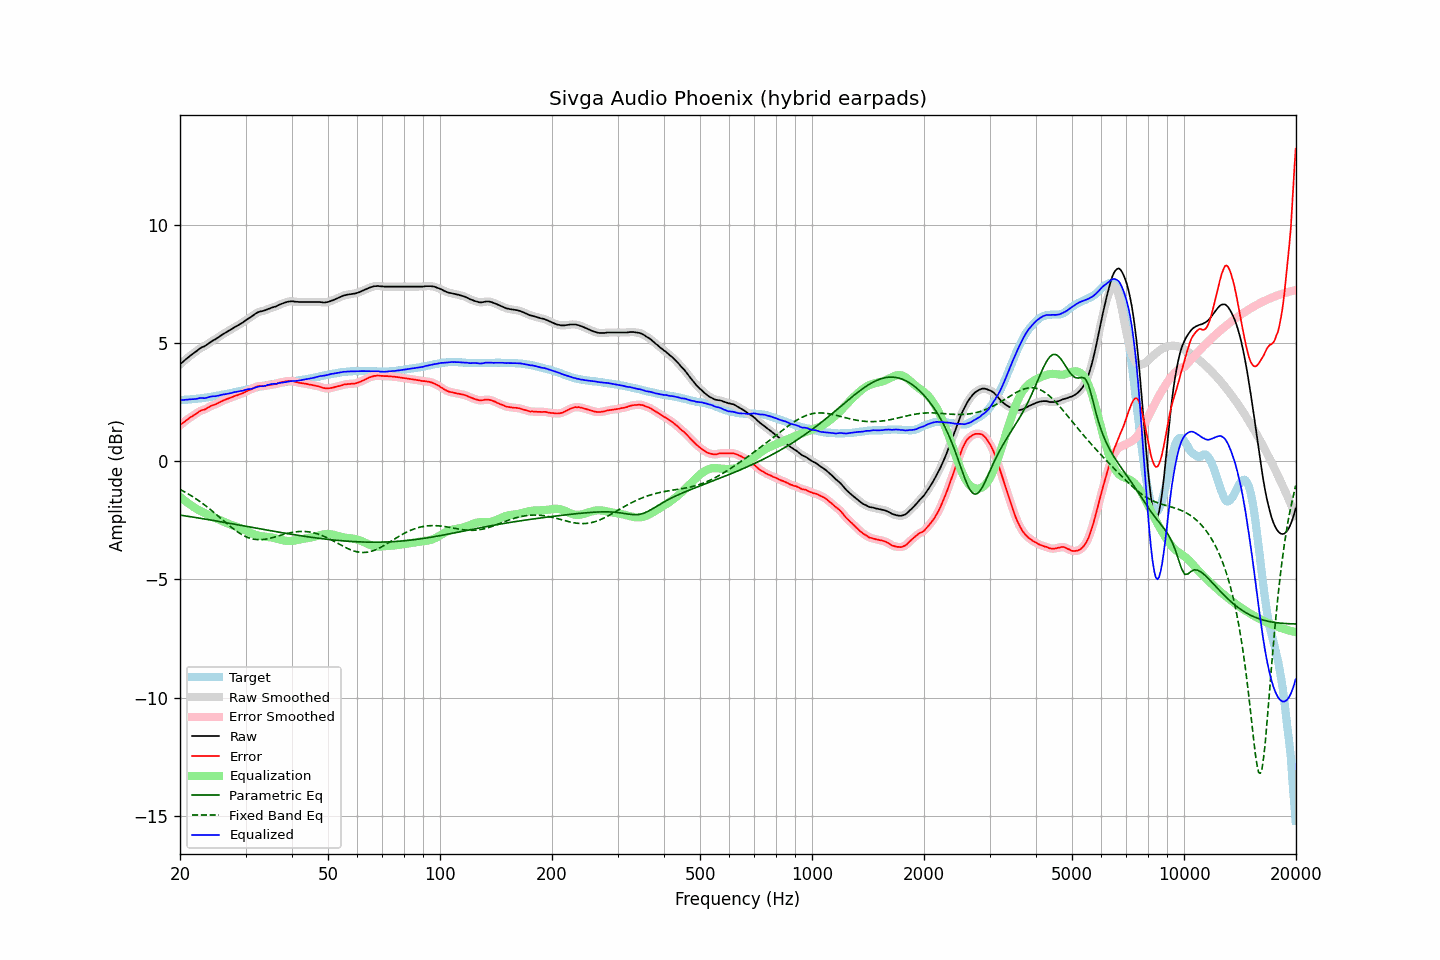 Sivga Audio Phoenix (hybrid earpads)
Amplitude (dBr)
10
5
0
−5
−10
−15
Target
Raw Smoothed
Error Smoothed
Raw
Error
Equalization
Parametric Eq
Fixed Band Eq
Equalized
20 50 100 200 500 1000 2000 5000 10000 20000
Frequency (Hz)